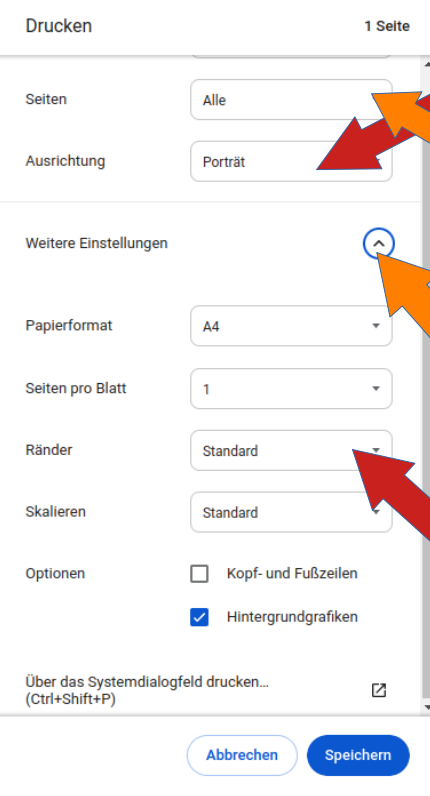 Drucken 1 Seite
Seiten Alle
Ausrichtung Porträt
Weitere Einstellungen
Papierformat A4
Seiten pro Blatt 1
Ränder Standard
Skalieren Standard
Optionen Kopf- und Fußzeilen
Hintergrundgrafiken
Über das Systemdialogfeld drucken…
(Ctrl+Shift+P)
Abbrechen Speichern